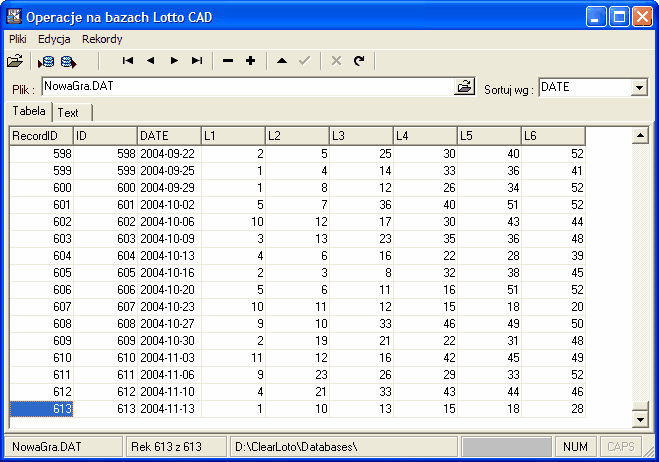 Operacje na bazach Lotto CAD
Pliki Edycja Rekordy
Plik : NowaGra.DAT Sortuj wg : DATE
Tabela Text
RecordID ID DATE L1 L2 L3 L4 L5 L6
598 598 2004-09-22 2 5 25 30 40 52
599 599 2004-09-25 1 4 14 33 36 41
600 600 2004-09-29 1 8 12 26 34 52
601 601 2004-10-02 5 7 36 40 51 52
602 602 2004-10-06 10 12 17 30 43 44
603 603 2004-10-09 3 13 23 35 36 48
604 604 2004-10-13 4 6 16 22 28 39
605 605 2004-10-16 2 3 8 32 38 45
606 606 2004-10-20 5 6 11 16 51 52
607 607 2004-10-23 10 11 12 15 18 20
608 608 2004-10-27 9 10 33 46 49 50
609 609 2004-10-30 2 19 21 22 31 48
610 610 2004-11-03 11 12 16 42 45 49
611 611 2004-11-06 9 23 26 29 33 52
612 612 2004-11-10 4 21 33 43 44 46
613 613 2004-11-13 1 10 13 15 18 28
NowaGra.DAT Rek 613 z 613 D:\ClearLoto\Databases\ NUM CAPS